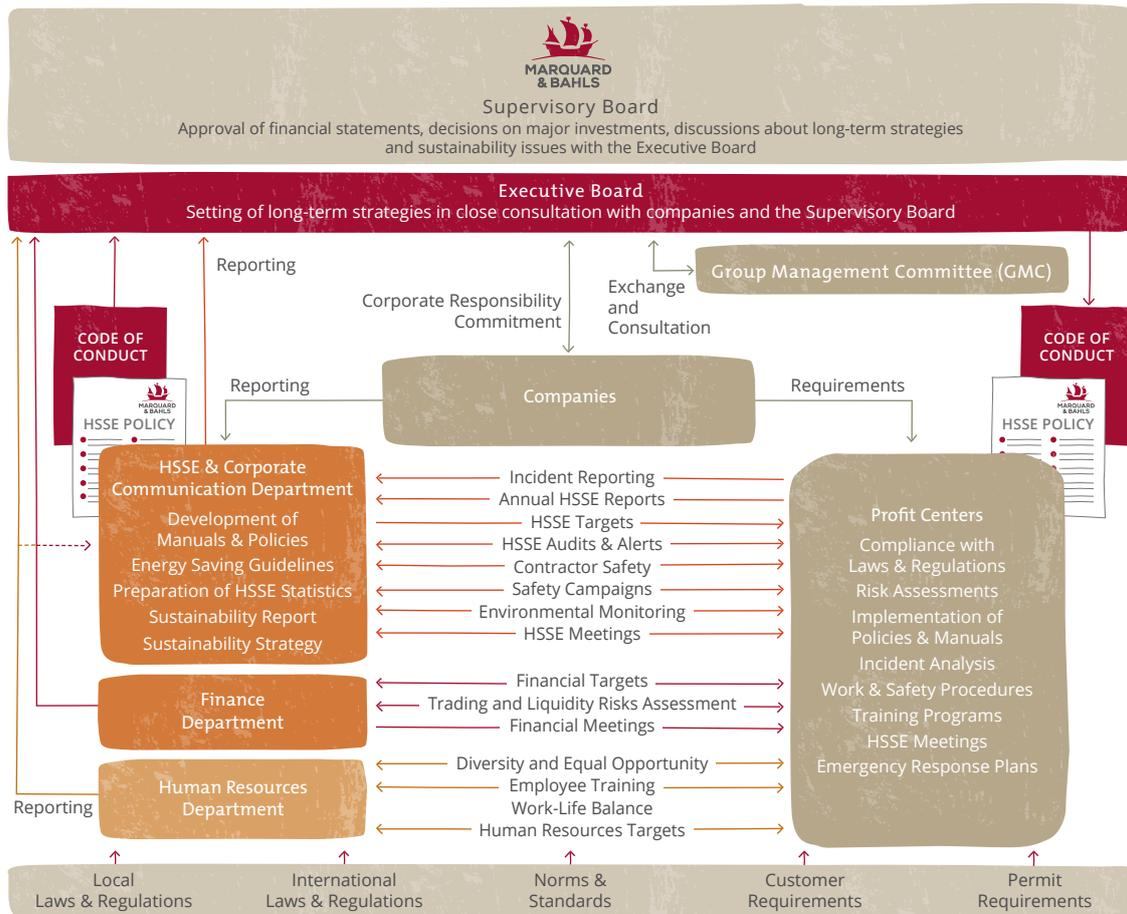 MARQUARD
& BAHLS
Supervisory Board
Approval of financial statements, decisions on major investments, discussions about long-term strategies
and sustainability issues with the Executive Board
Executive Board
Setting of long-term strategies in close consultation with companies and the Supervisory Board
Reporting
Group Management Committee (GMC)
Corporate Responsibility
Commitment
Exchange
and
Consultation
CODE OF
CONDUCT
MARQUARD
& BAHLS
HSSE POLICY
CODE OF
CONDUCT
MARQUARD
& BAHLS
HSSE POLICY
Reporting
Companies
Requirements
HSSE & Corporate
Communication Department
Development of
Manuals & Policies
Energy Saving Guidelines
Preparation of HSSE Statistics
Sustainability Report
Sustainability Strategy
Incident Reporting
Annual HSSE Reports
HSSE Targets
HSSE Audits & Alerts
Contractor Safety
Safety Campaigns
Environmental Monitoring
HSSE Meetings
Profit Centers
Compliance with
Laws & Regulations
Risk Assessments
Implementation of
Policies & Manuals
Incident Analysis
Work & Safety Procedures
Training Programs
HSSE Meetings
Emergency Response Plans
Finance
Department
Financial Targets
Trading and Liquidity Risks Assessment
Financial Meetings
Human Resources
Department
Reporting
Diversity and Equal Opportunity
Employee Training
Work-Life Balance
Human Resources Targets
Local
Laws & Regulations
International
Laws & Regulations
Norms &
Standards
Customer
Requirements
Permit
Requirements